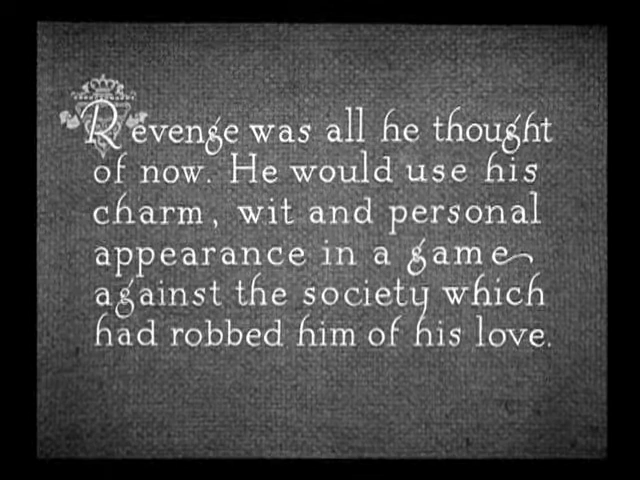 Revenge was all he thought
of now. He would use his
charm, wit and personal
appearance in a game
against the society which
had robbed him of his love.